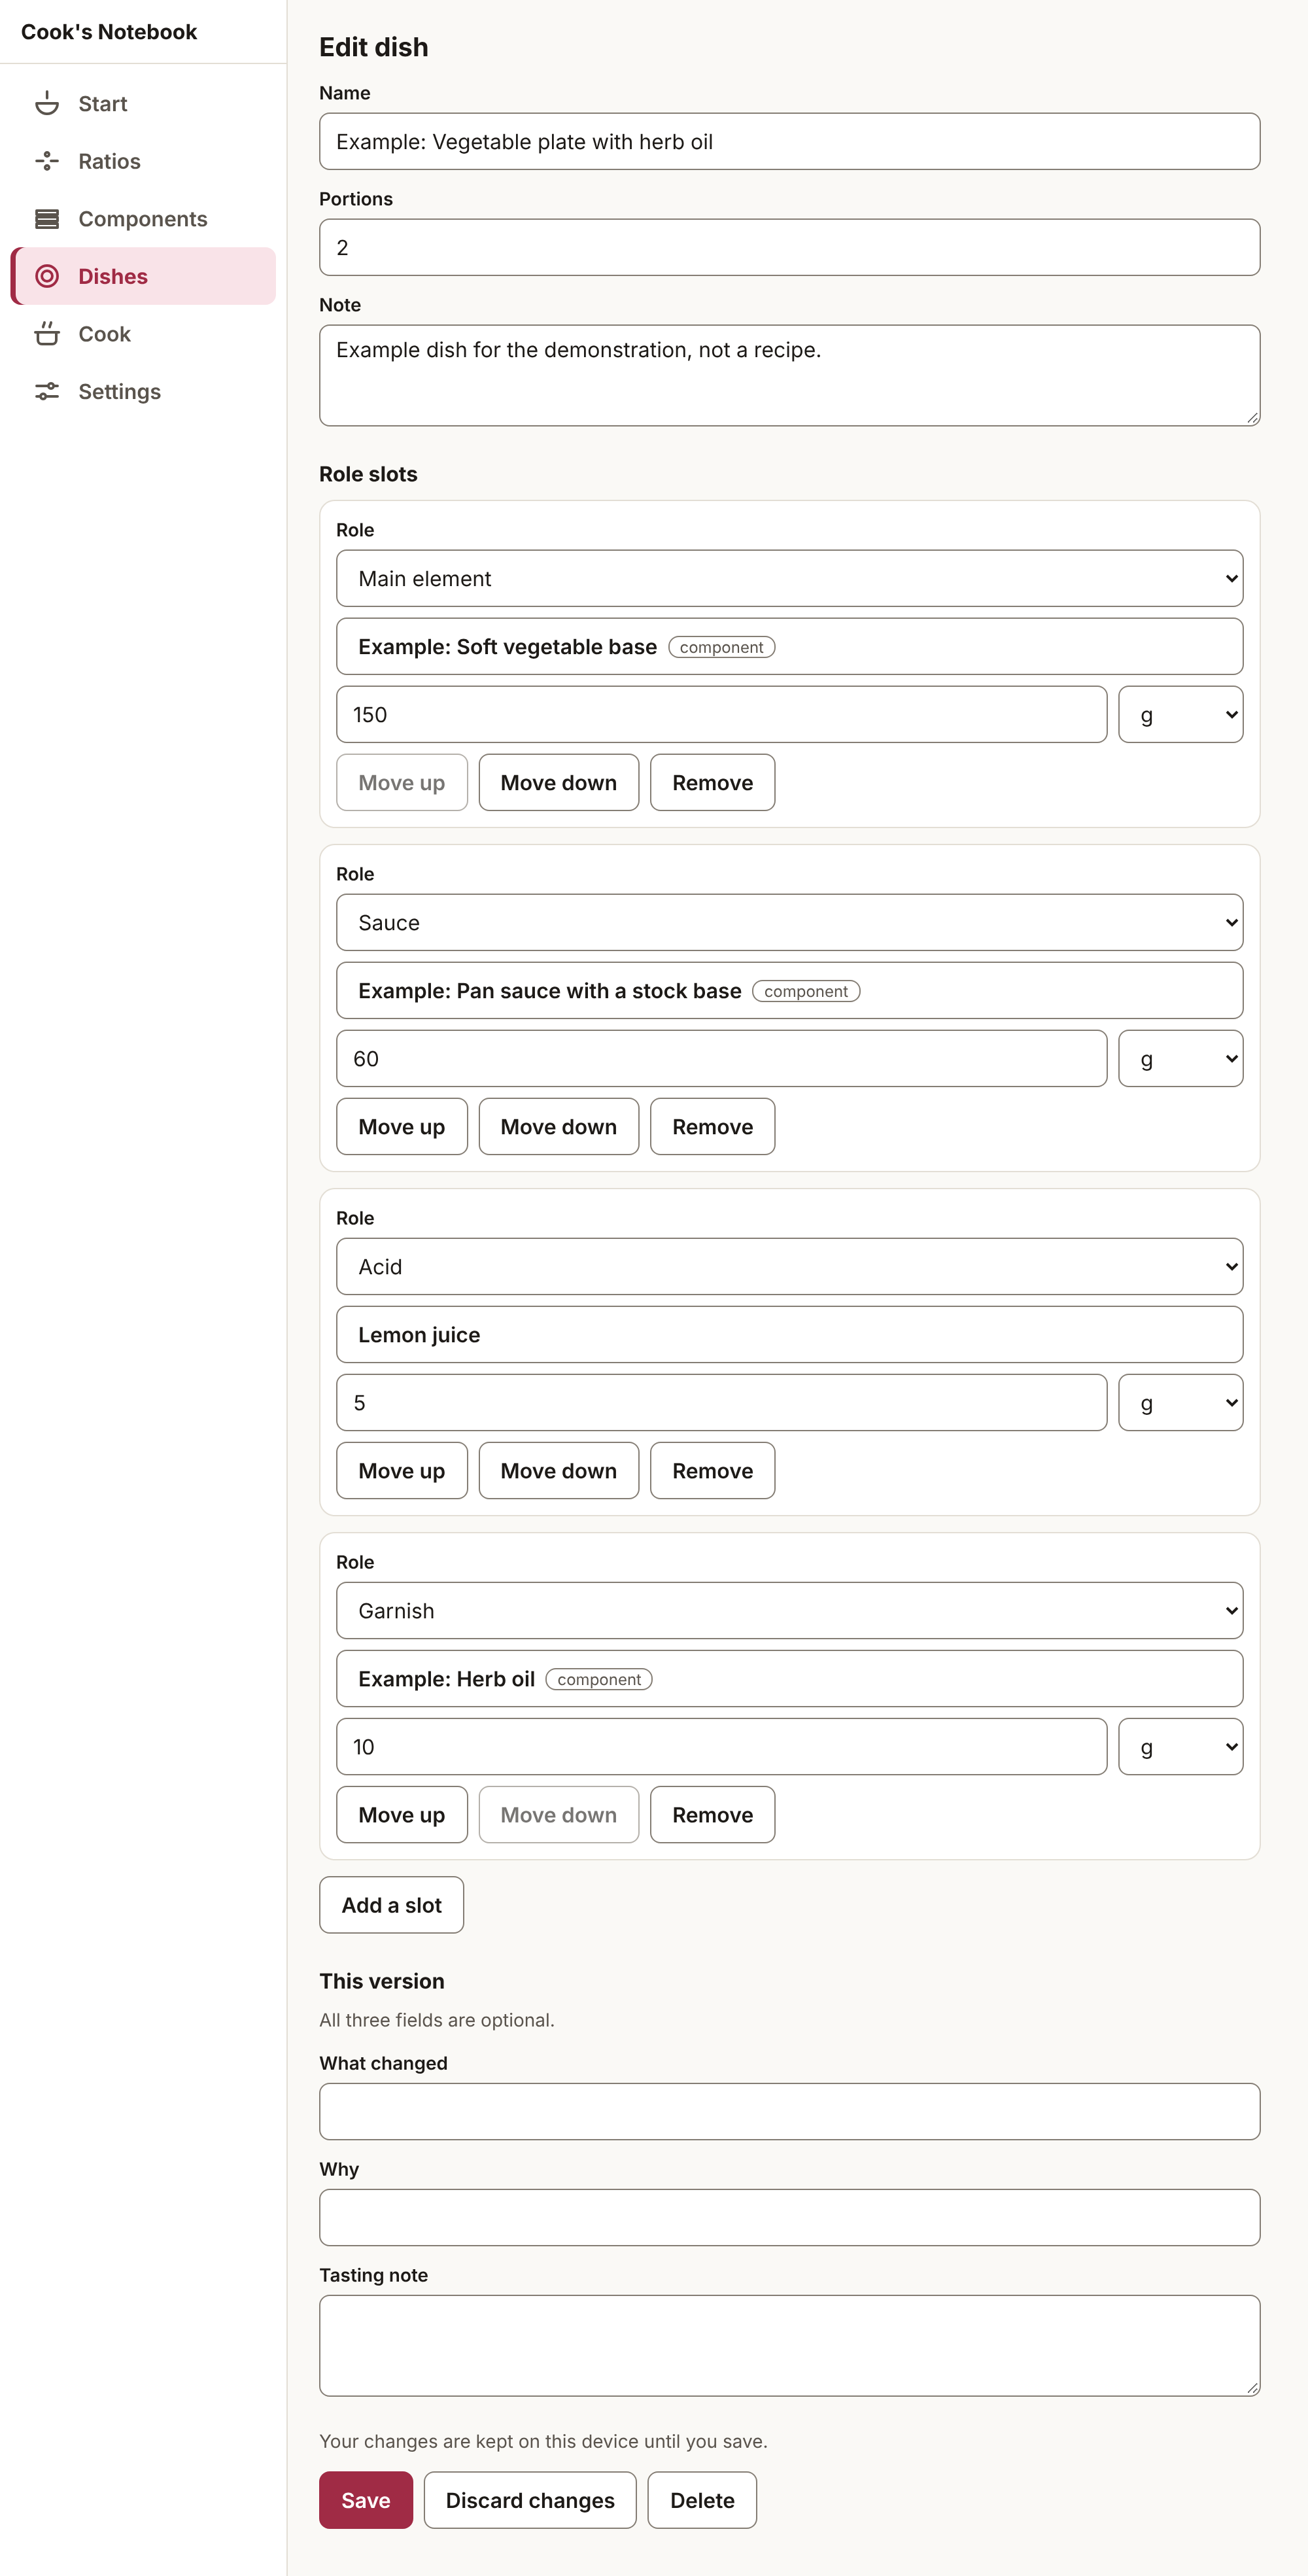 Cook's Notebook
Start
Ratios
Components
Dishes
Cook
Settings
Edit dish
Name
Example: Vegetable plate with herb oil
Portions
2
Note
Example dish for the demonstration, not a recipe.
Role slots
Role
Main element
Example: Soft vegetable base component
150 g
Move up Move down Remove
Role
Sauce
Example: Pan sauce with a stock base component
60 g
Move up Move down Remove
Role
Acid
Lemon juice
5 g
Move up Move down Remove
Role
Garnish
Example: Herb oil component
10 g
Move up Move down Remove
Add a slot
This version
All three fields are optional.
What changed
Why
Tasting note
Your changes are kept on this device until you save.
Save Discard changes Delete